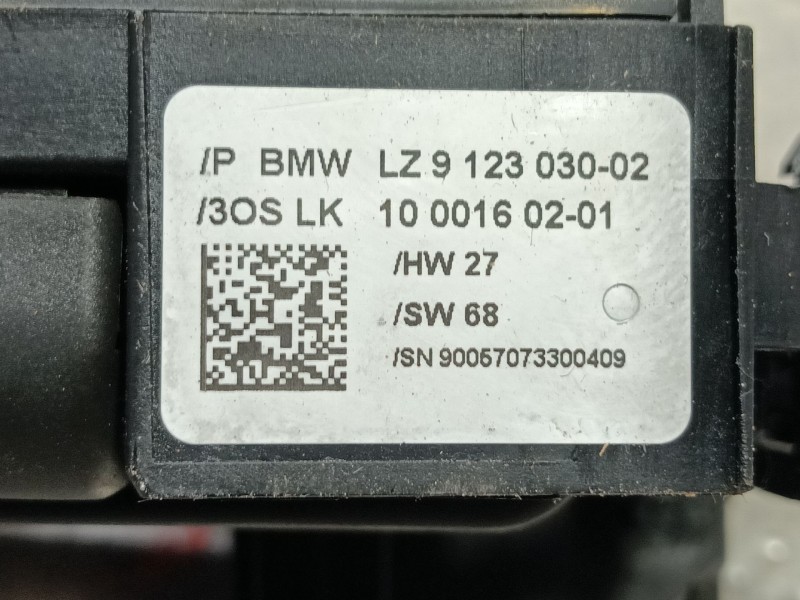 /P BMW LZ 9 123 030-02
/3OS LK 10 0016 02-01
/HW 27
/SW 68
/SN 90057073300409